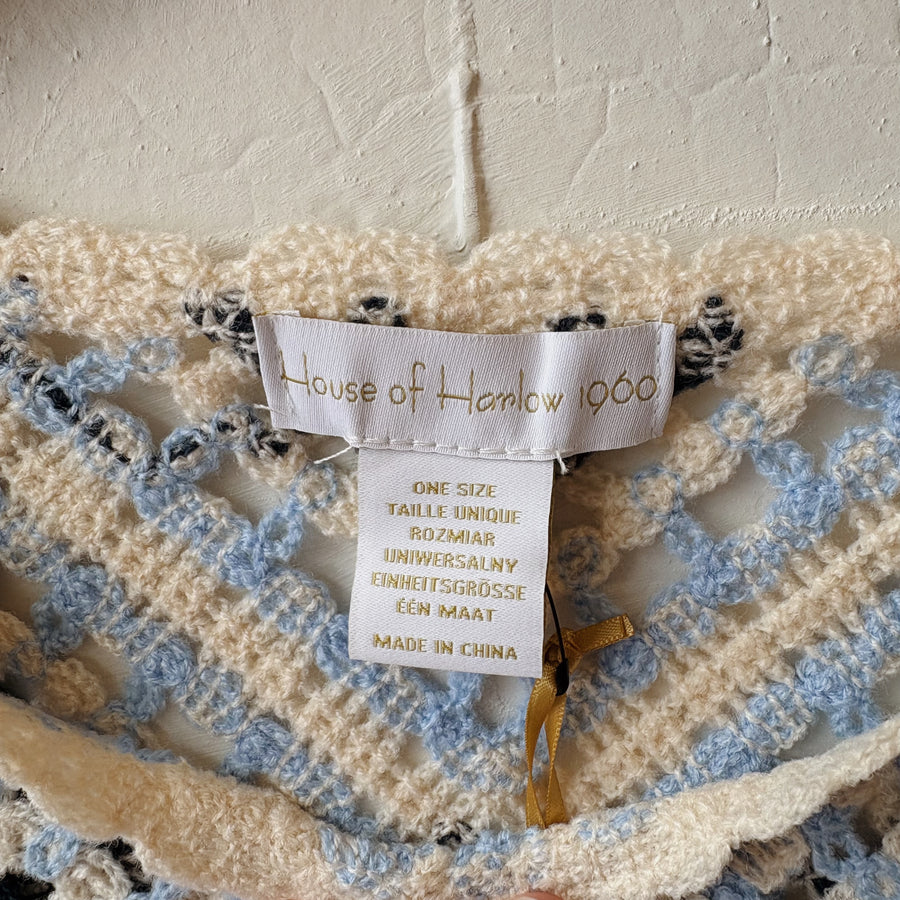 House of Harlow 1960
ONE SIZE
TAILLE UNIQUE
ROZMIAR
UNIWERSALNY
EINHEITSGRÖSSE
ÉÉN MAAT
MADE IN CHINA